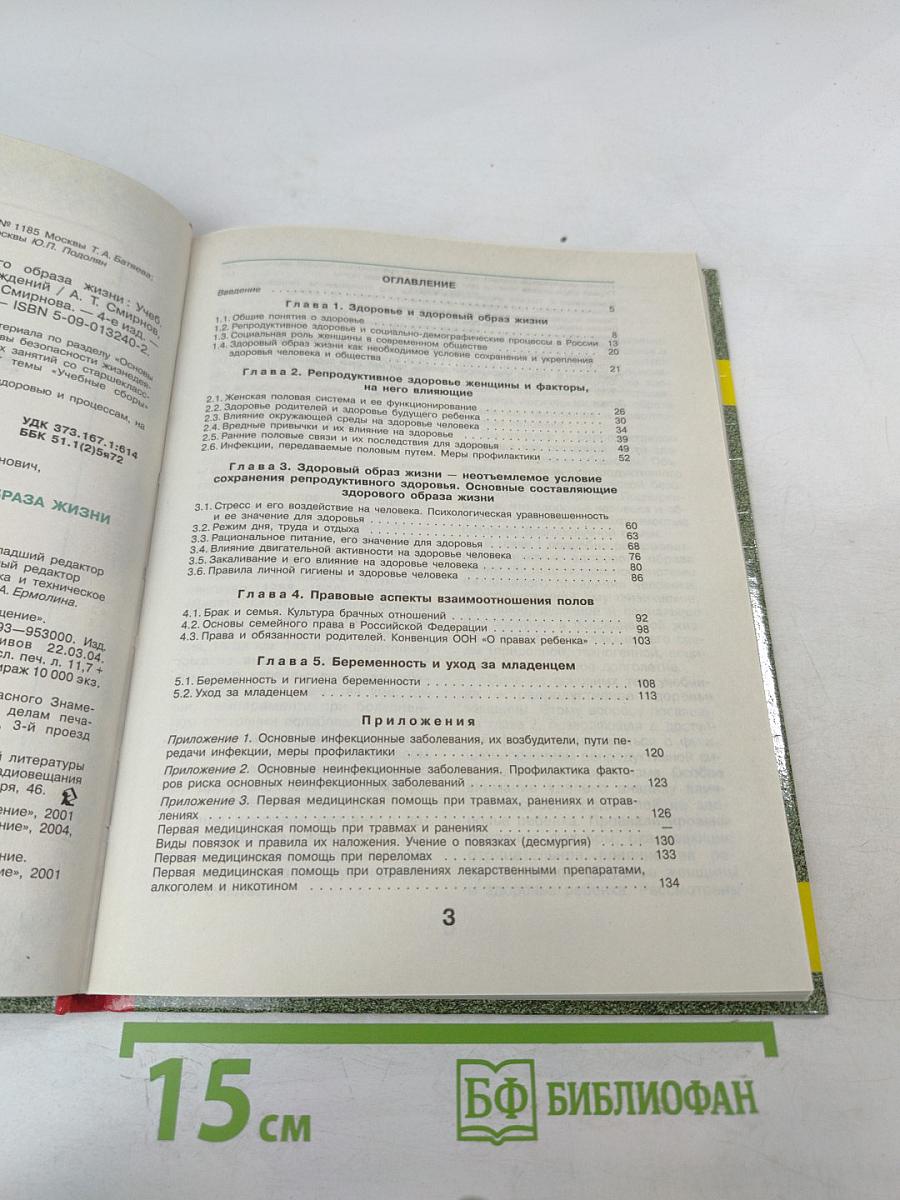 № 1185 Москвы Т. А. Батяева;
сквы Ю.П. Подолян
го образа жизни: Учеб.
ждений / А. Т. Смирнов,
Смирнова. — 4-е изд. —
— ISBN 5-09-013240-2.
атериала по разделу «Основы
вы безопасности жизнедея-
х занятий со старшекласс-
темы «Учебные сборы»
здоровью и процессам, на
УДК 373.167.1:614
ББК 51.1(2)5я72
нович,
БРАЗА ЖИЗНИ
ладший редактор
ный редактор
ка и техническое
А. Ермолина.
щение».
93—953000. Изд.
ивов 22.03.04.
сл. печ. л. 11,7 +
ираж 10 000 экз.
асного Знаме-
делам печа-
3-й проезд
й литературы
адиовещания
ря, 46.
ение», 2001
ние», 2004,
ение.
ие», 2001
ОГЛАВЛЕНИЕ
Введение . . . 5
Глава 1. Здоровье и здоровый образ жизни
1.1. Общие понятия о здоровье . . . 8
1.2. Репродуктивное здоровье и социально-демографические процессы в России 13
1.3. Социальная роль женщины в современном обществе . . . 20
1.4. Здоровый образ жизни как необходимое условие сохранения и укрепления
здоровья человека и общества . . . 21
Глава 2. Репродуктивное здоровье женщины и факторы,
на него влияющие
2.1. Женская половая система и ее функционирование . . . 26
2.2. Здоровье родителей и здоровье будущего ребенка . . . 30
2.3. Влияние окружающей среды на здоровье человека . . . 34
2.4. Вредные привычки и их влияние на здоровье . . . 39
2.5. Ранние половые связи и их последствия для здоровья . . . 49
2.6. Инфекции, передаваемые половым путем. Меры профилактики . . . 52
Глава 3. Здоровый образ жизни — неотъемлемое условие
сохранения репродуктивного здоровья. Основные составляющие
здорового образа жизни
3.1. Стресс и его воздействие на человека. Психологическая уравновешенность
и ее значение для здоровья . . . 60
3.2. Режим дня, труда и отдыха . . . 63
3.3. Рациональное питание, его значение для здоровья . . . 68
3.4. Влияние двигательной активности на здоровье человека . . . 76
3.5. Закаливание и его влияние на здоровье человека . . . 80
3.6. Правила личной гигиены и здоровье человека . . . 86
Глава 4. Правовые аспекты взаимоотношения полов
4.1. Брак и семья. Культура брачных отношений . . . 92
4.2. Основы семейного права в Российской Федерации . . . 98
4.3. Права и обязанности родителей. Конвенция ООН «О правах ребенка» . . . 103
Глава 5. Беременность и уход за младенцем
5.1. Беременность и гигиена беременности . . . 108
5.2. Уход за младенцем . . . 113
Приложения
Приложение 1. Основные инфекционные заболевания, их возбудители, пути пе-
редачи инфекции, меры профилактики . . . 120
Приложение 2. Основные неинфекционные заболевания. Профилактика факто-
ров риска основных неинфекционных заболеваний . . . 123
Приложение 3. Первая медицинская помощь при травмах, ранениях и отрав-
лениях . . . 126
Первая медицинская помощь при травмах и ранениях . . . —
Виды повязок и правила их наложения. Учение о повязках (десмургия) . . . 130
Первая медицинская помощь при переломах . . . 133
Первая медицинская помощь при отравлениях лекарственными препаратами,
алкоголем и никотином . . . 134
3
15 см
БФ БИБЛИОФАН